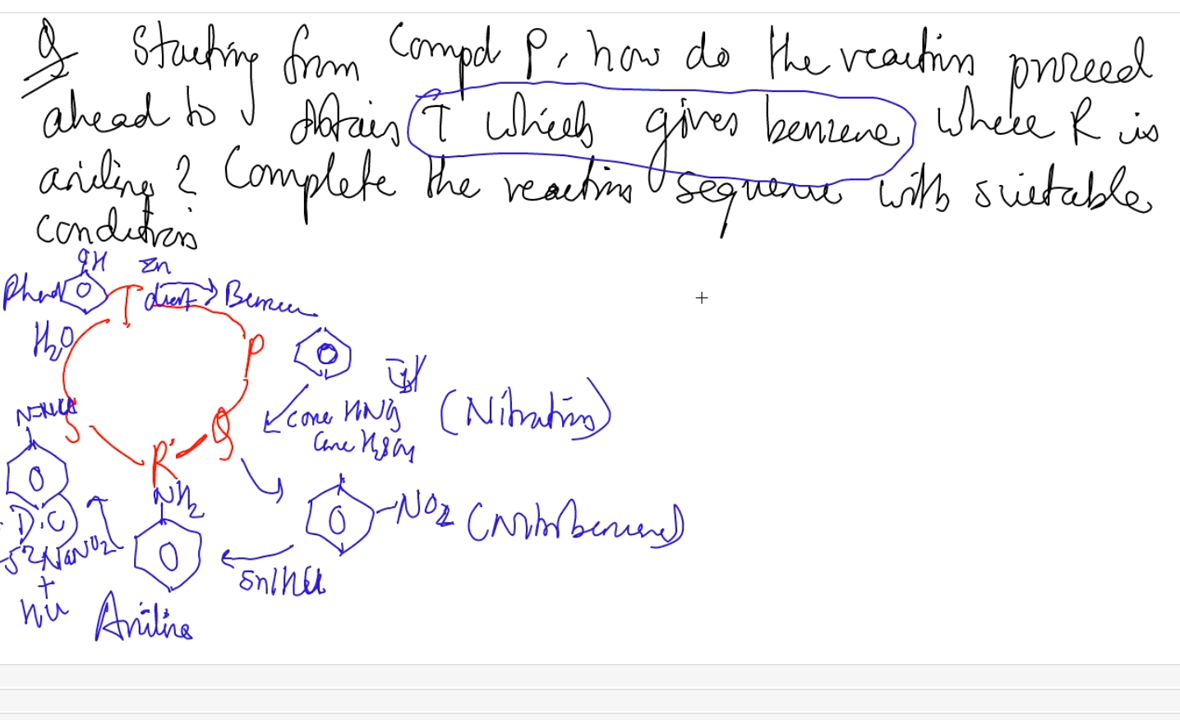 Q Starting from Compd P, how do the reaction proceed
ahead to obtain T which gives benzene where R is
aniline? Complete the reaction sequence with suitable
conditions
OH Zn
Phenol T dust Benzene
H2O
P
N=NCl
S
Q
conc HNO3 (Nitration)
Conc H2SO4
R
NH2
NO2 (Nitrobenzene)
D.C
NaNO2
+
HCl
Sn/HCl
Aniline